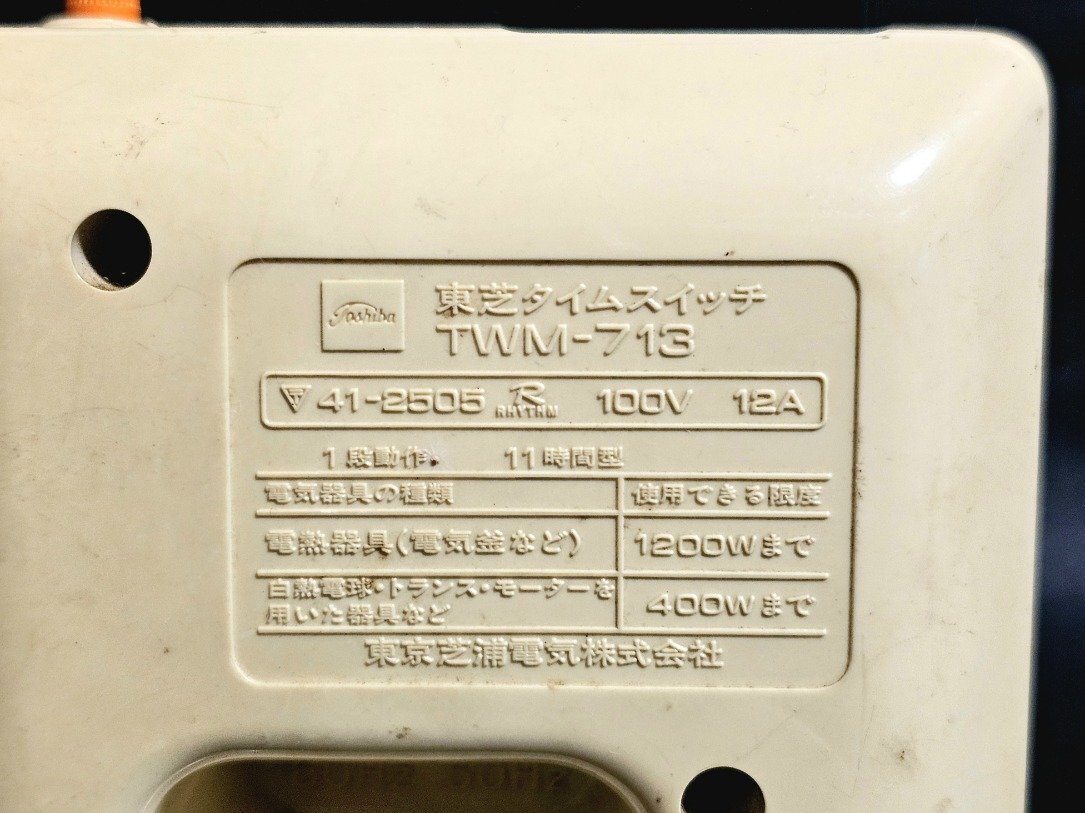 Toshiba
東芝タイムスイッチ
TWM-713
〒 41-2505 R RHYTHM 100V 12A
1段動作 11時間型
電気器具の種類 使用できる限度
電熱器具(電気釜など) 1200Wまで
白熱電球・トランス・モーターを
用いた器具など 400Wまで
東京芝浦電気株式会社